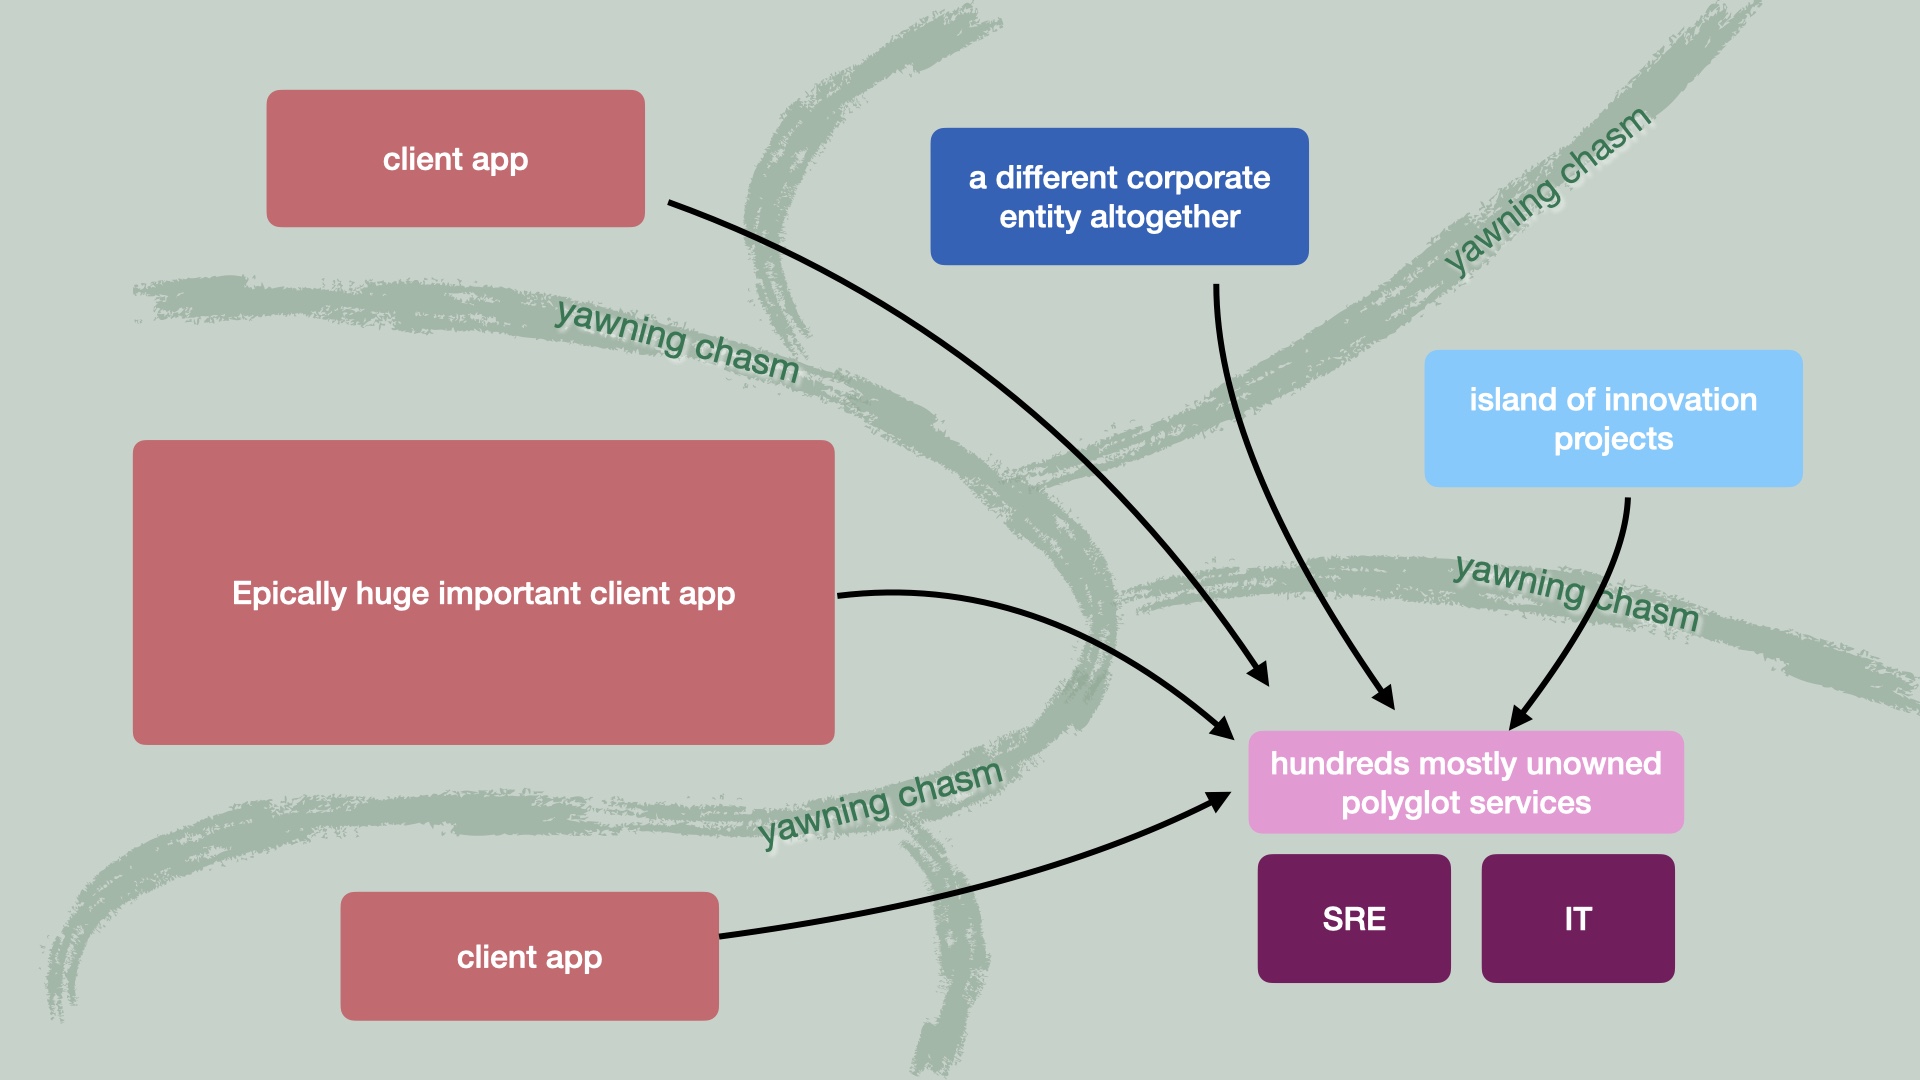 client app
a different corporate
entity altogether
yawning chasm
yawning chasm
island of innovation
projects
Epically huge important client app
yawning chasm
yawning chasm
hundreds mostly unowned
polyglot services
client app
SRE
IT